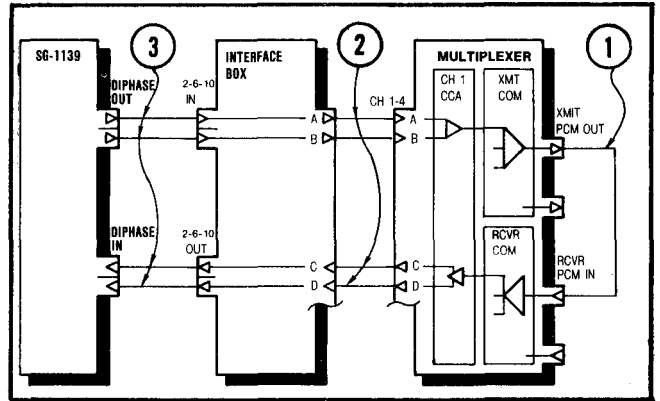 SG-1139
3
INTERFACE
BOX
2
MULTIPLEXER
1
DIPHASE
OUT
2-6-10
IN
CH 1-4
CH 1
CCA
XMT
COM
XMIT
PCM OUT
A
B
A
B
DIPHASE
IN
2-6-10
OUT
C
D
C
D
RCVR
COM
RCVR
PCM IN